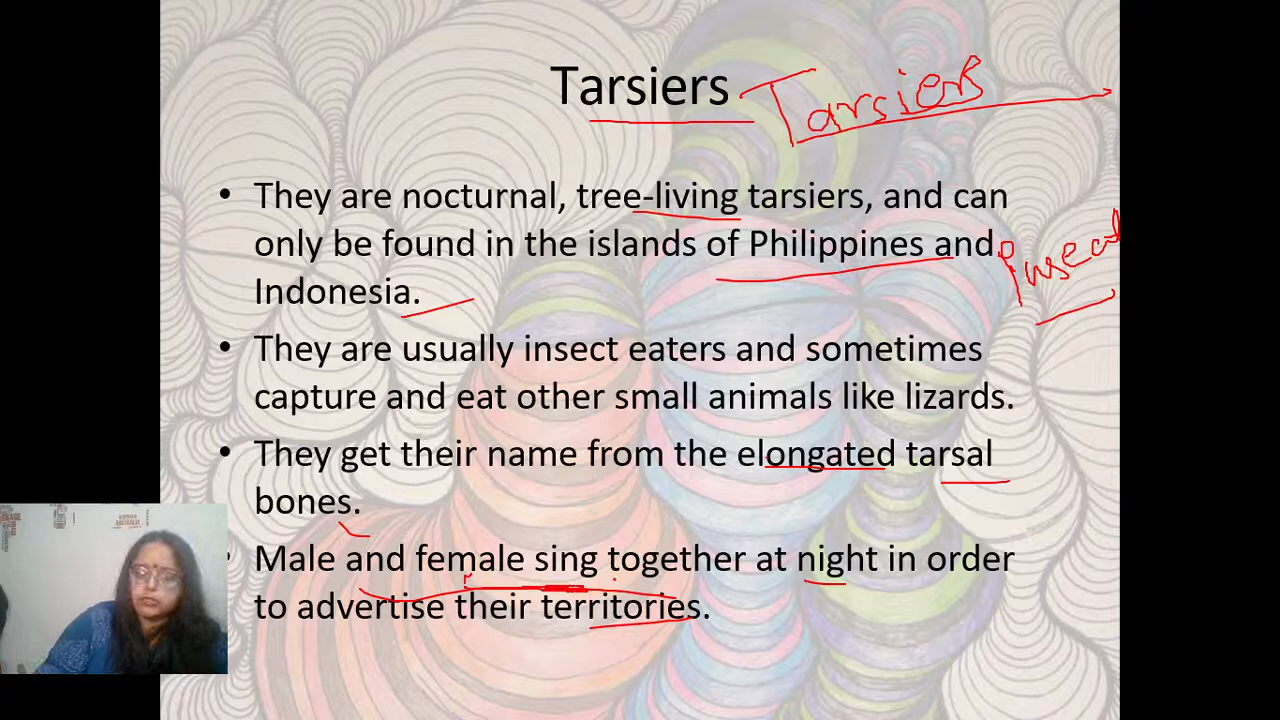 Tarsiers Tarsiers
• They are nocturnal, tree-living tarsiers, and can
only be found in the islands of Philippines and
Indonesia.
• They are usually insect eaters and sometimes
capture and eat other small animals like lizards.
• They get their name from the elongated tarsal
bones.
• Male and female sing together at night in order
to advertise their territories.